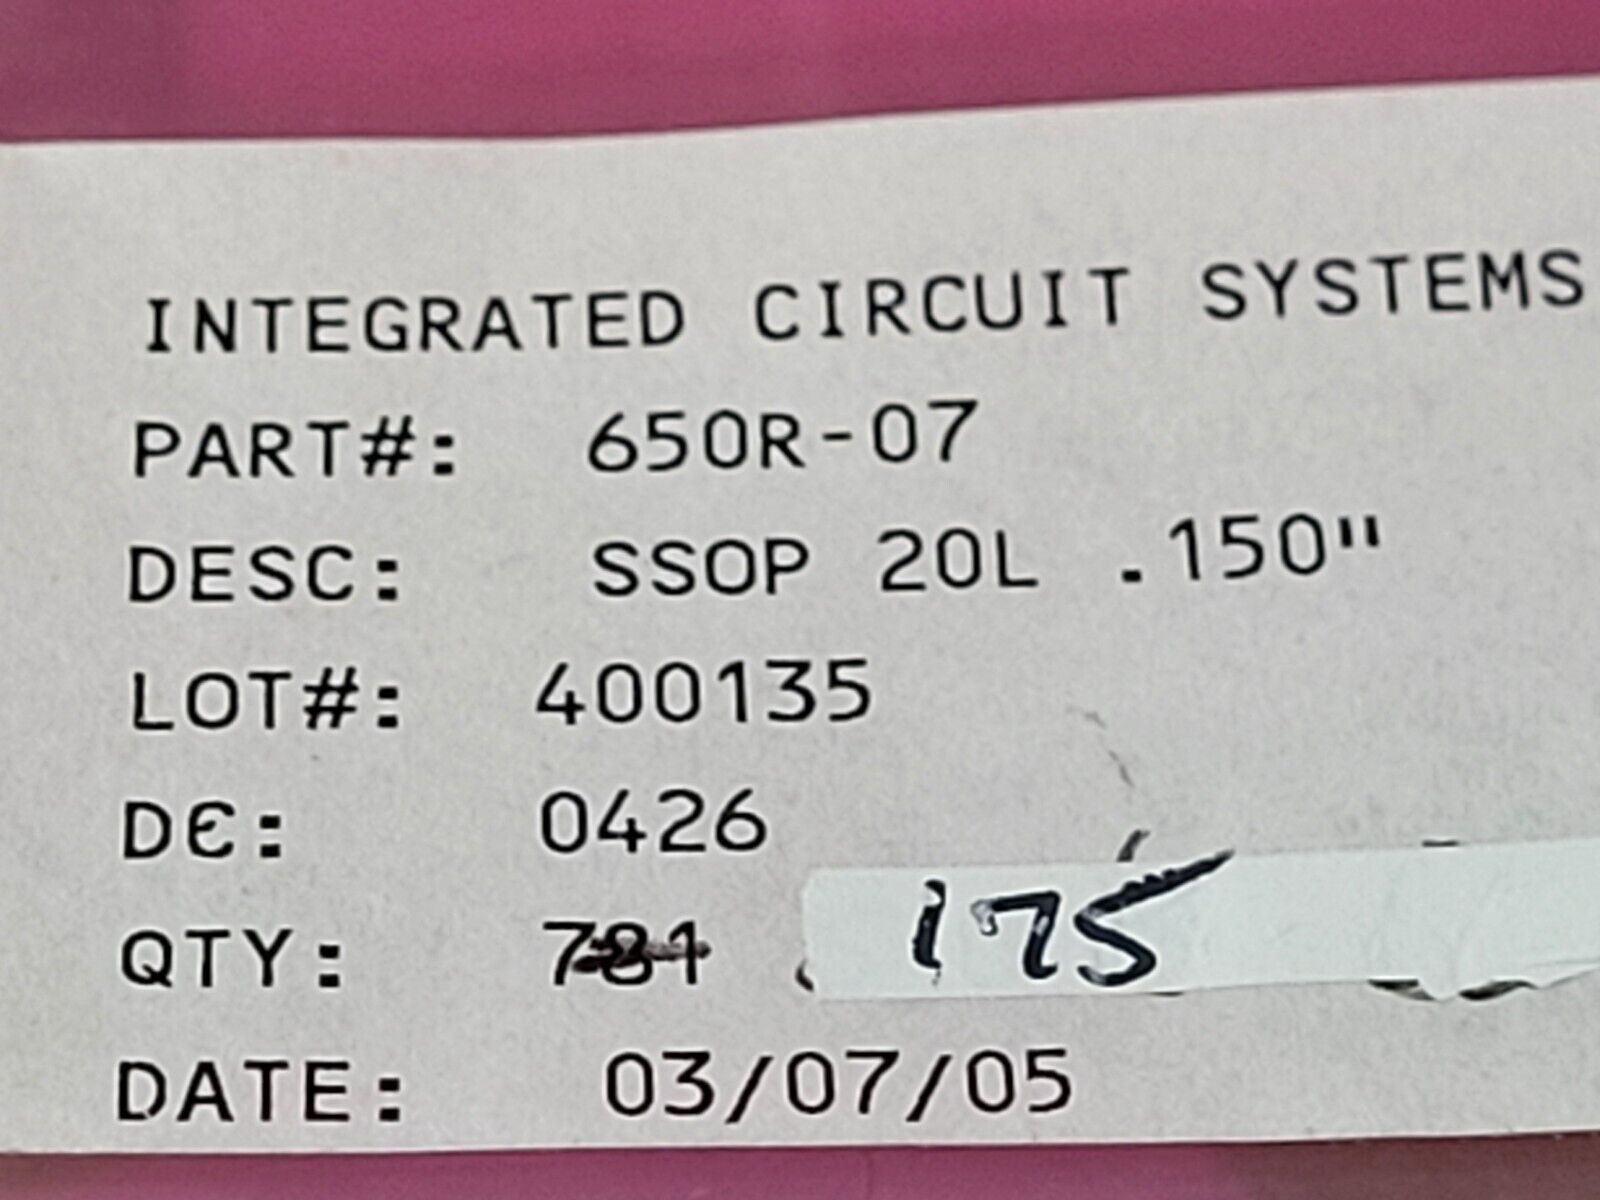 INTEGRATED CIRCUIT SYSTEMS
PART#: 650R-07
DESC: SSOP 20L .150"
LOT#: 400135
DC: 0426
QTY: 781 175
DATE: 03/07/05